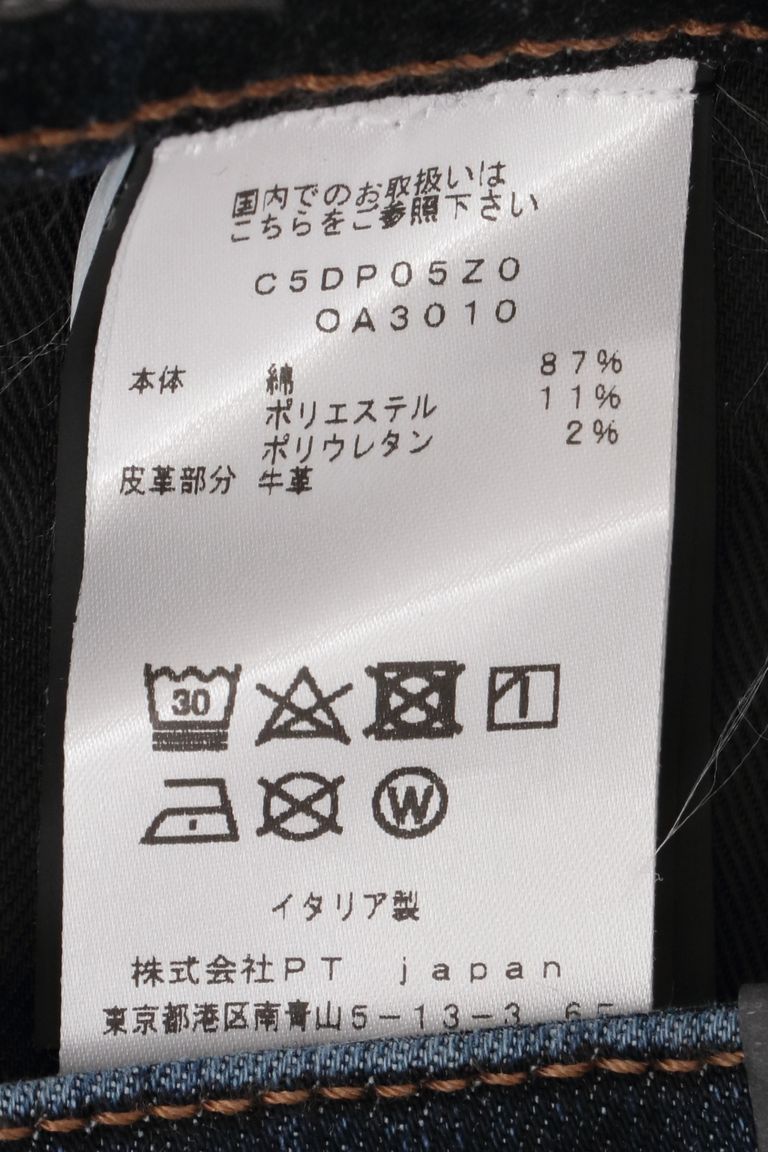 国内でのお取扱いは
こちらをご参照下さい
C5DP05Z0
OA3010
本体 綿 87%
ポリエステル 11%
ポリウレタン 2%
皮革部分 牛革
30
W
イタリア製
株式会社PT japan
東京都港区南青山5-13-3